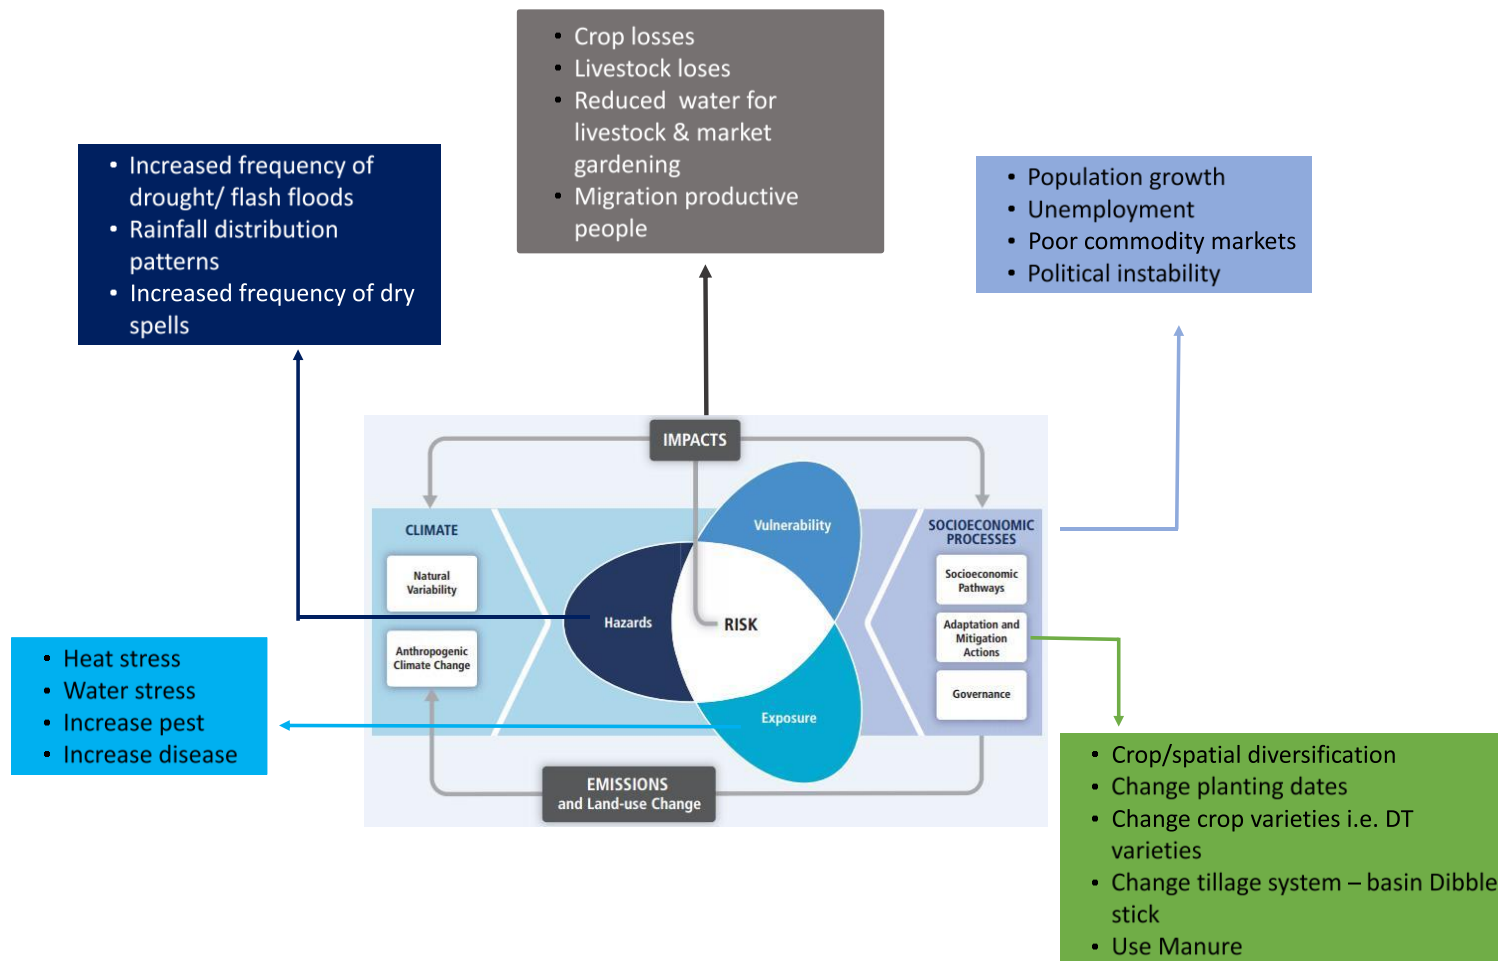 • Crop losses
• Livestock loses
• Reduced water for
livestock & market
gardening
• Migration productive
people
• Increased frequency of
drought/ flash floods
• Rainfall distribution
patterns
• Increased frequency of dry
spells
• Population growth
• Unemployment
• Poor commodity markets
• Political instability
IMPACTS
CLIMATE
Natural
Variability
Anthropogenic
Climate Change
Vulnerability
Hazards
RISK
Exposure
SOCIOECONOMIC
PROCESSES
Socioeconomic
Pathways
Adaptation and
Mitigation
Actions
Governance
EMISSIONS
and Land-use Change
• Heat stress
• Water stress
• Increase pest
• Increase disease
• Crop/spatial diversification
• Change planting dates
• Change crop varieties i.e. DT
varieties
• Change tillage system – basin Dibble
stick
• Use Manure